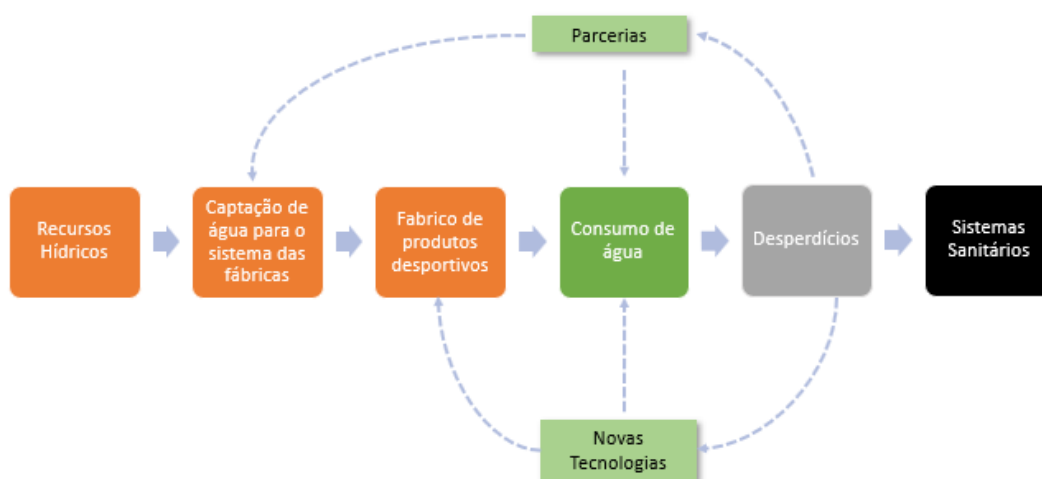 Parcerias
Recursos
Hídricos
Captação de
água para o
sistema das
fábricas
Fabrico de
produtos
desportivos
Consumo de
água
Desperdícios
Sistemas
Sanitários
Novas
Tecnologias